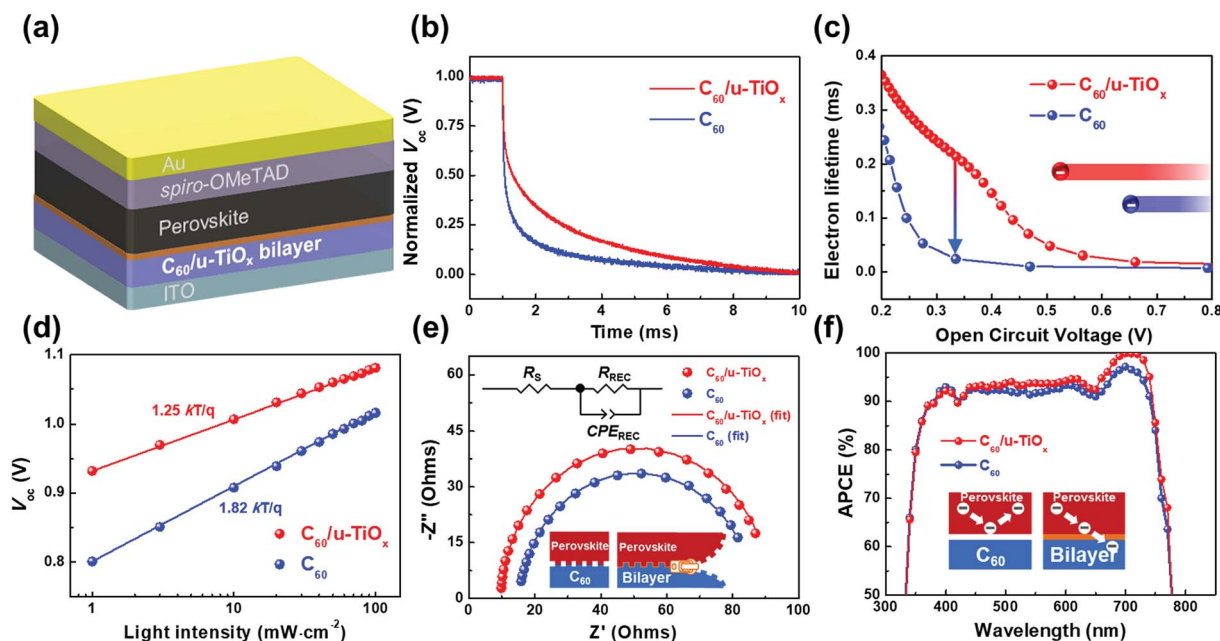 (a)
Au
spiro-OMeTAD
Perovskite
C60/u-TiOx bilayer
ITO
(b)
Normalized Voc (V)
1.00
0.75
0.50
0.25
0.00
C60/u-TiOx
C60
0 2 4 6 8 10
Time (ms)
(c)
Electron lifetime (ms)
0.4
0.3
0.2
0.1
0.0
C60/u-TiOx
C60
0.2 0.3 0.4 0.5 0.6 0.7 0.8
Open Circuit Voltage (V)
(d)
Voc (V)
1.1
1.0
0.9
0.8
1.25 KT/q
1.82 KT/q
C60/u-TiOx
C60
1 10 100
Light intensity (mW·cm-2)
(e)
-Z'' (Ohms)
60
45
30
15
0
RS
RREC
CPEREC
C60/u-TiOx
C60
C60/u-TiOx (fit)
C60 (fit)
Perovskite
C60
Perovskite
Bilayer
0 20 40 60 80 100
Z' (Ohms)
(f)
APCE (%)
100
90
80
70
60
50
C60/u-TiOx
C60
Perovskite
C60
Perovskite
Bilayer
300 400 500 600 700 800 900
Wavelength (nm)